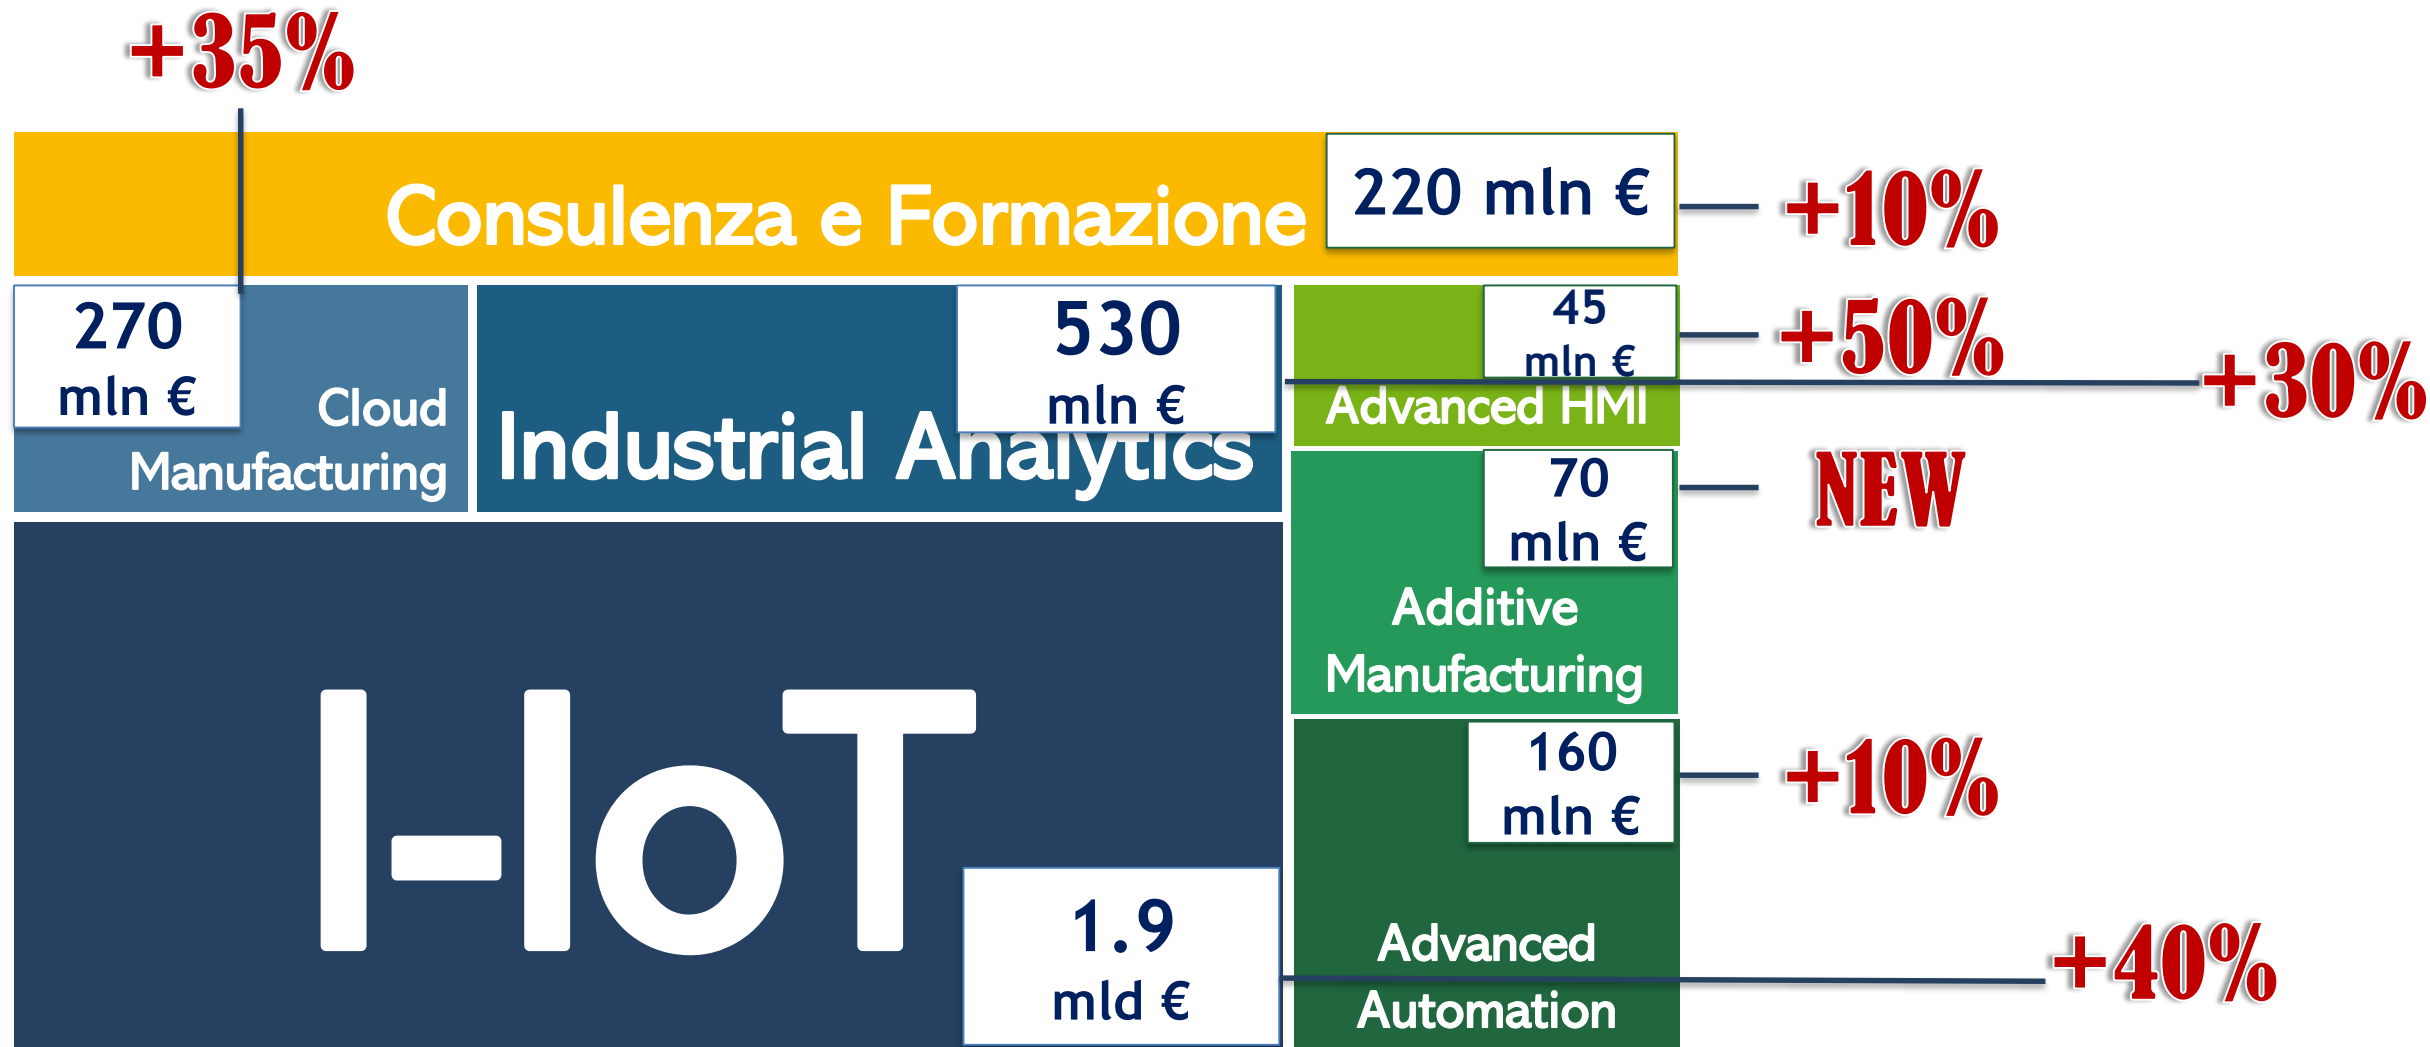 +35%
Consulenza e Formazione
220 mln €
+10%
270
mln €
Cloud
Manufacturing
530
mln €
Industrial Analytics
45
mln €
Advanced HMI
+50%
+30%
70
mln €
Additive
Manufacturing
NEW
160
mln €
Advanced
Automation
+10%
I-IoT
1.9
mld €
+40%